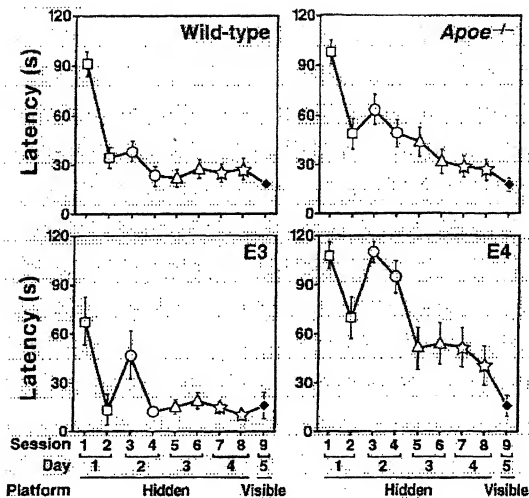 Wild-type
Apoe–/–
Latency (s)
120
90
60
30
0
120
90
60
30
0
E3
E4
Latency (s)
120
90
60
30
0
120
90
60
30
0
Session 1 2 3 4 5 6 7 8 9 1 2 3 4 5 6 7 8 9
Day 1 2 3 4 5 1 2 3 4 5
Platform Hidden Visible Hidden Visible